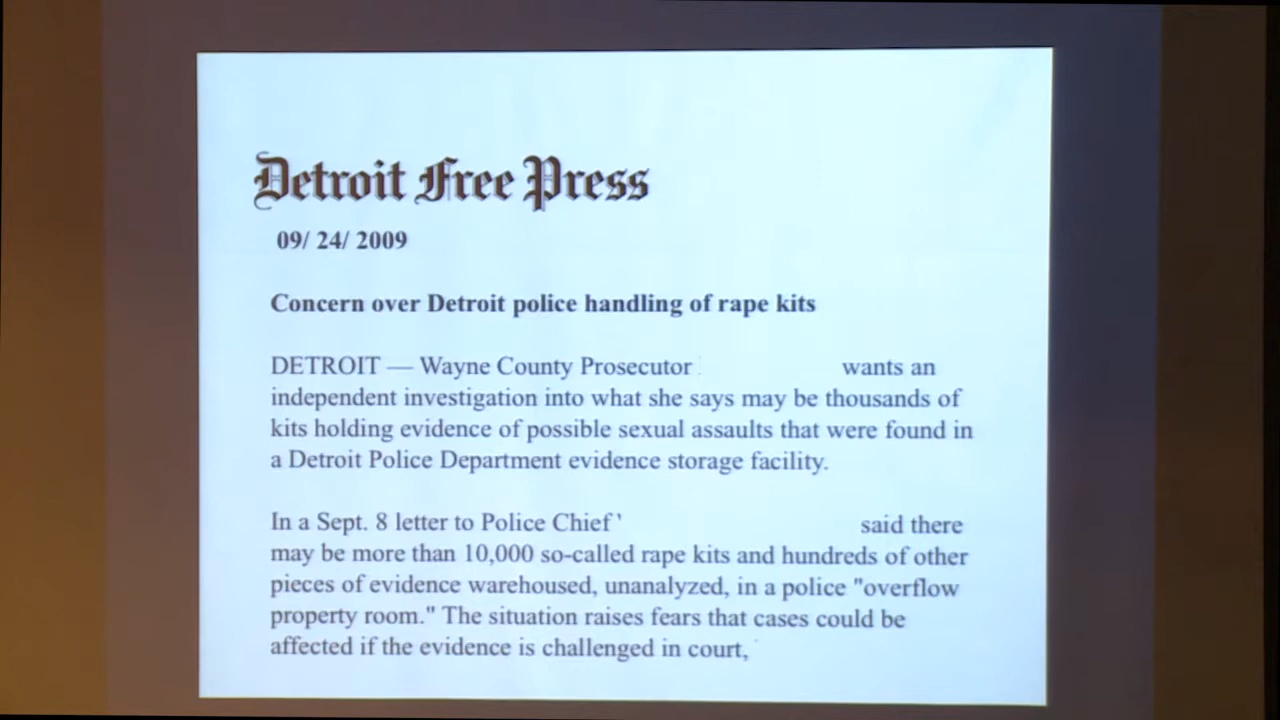 Detroit Free Press
09/ 24/ 2009
Concern over Detroit police handling of rape kits
DETROIT — Wayne County Prosecutor wants an
independent investigation into what she says may be thousands of
kits holding evidence of possible sexual assaults that were found in
a Detroit Police Department evidence storage facility.
In a Sept. 8 letter to Police Chief said there
may be more than 10,000 so-called rape kits and hundreds of other
pieces of evidence warehoused, unanalyzed, in a police "overflow
property room." The situation raises fears that cases could be
affected if the evidence is challenged in court,